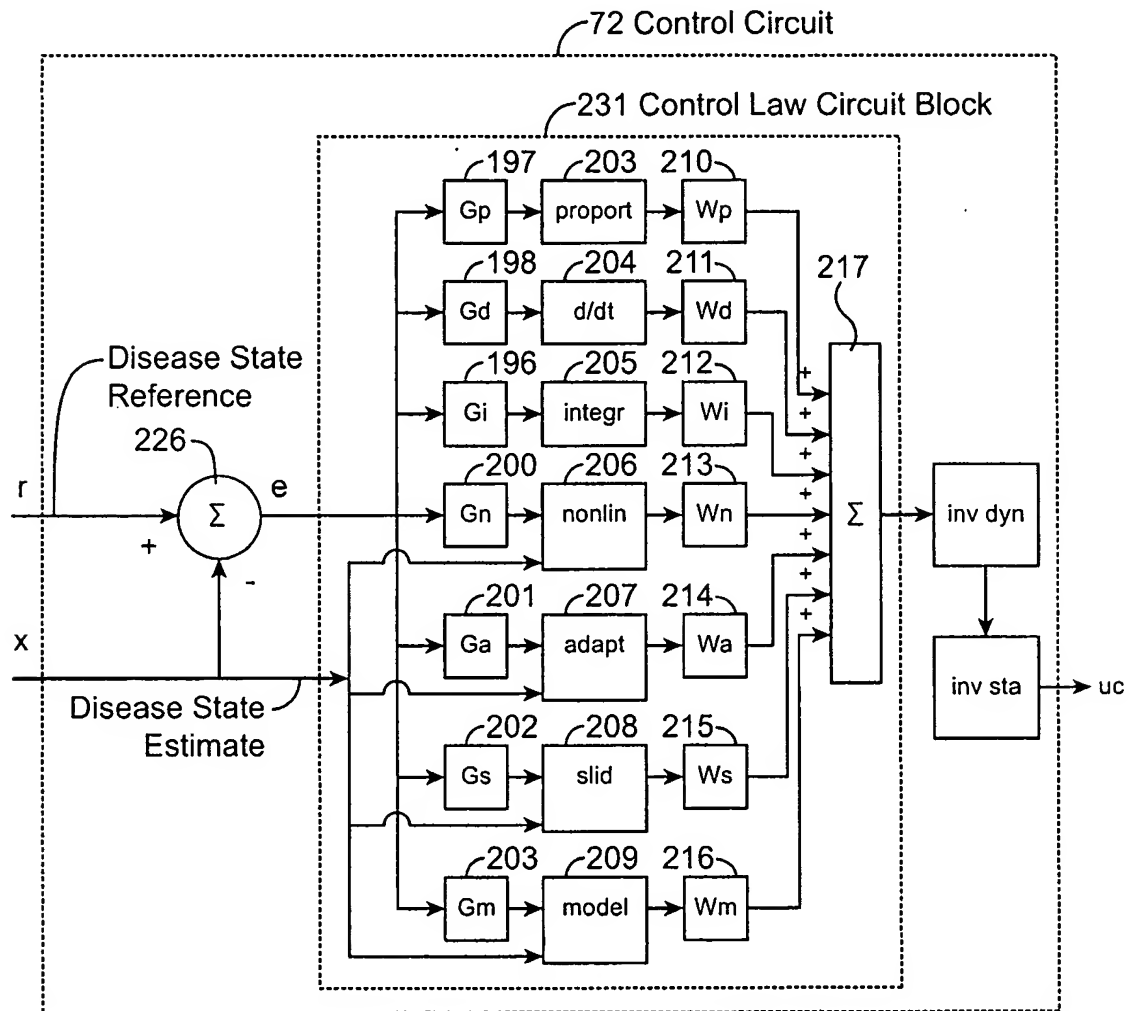 72 Control Circuit
231 Control Law Circuit Block
197 203 210
Gp proport Wp
198 204 211
Gd d/dt Wd
217
196 205 212
Gi integr Wi
Disease State
Reference
226
200 206 213
r
+
Σ
-
e
Gn nonlin Wn
+
+
+
+
+
+
+
Σ
inv dyn
201 207 214
Ga adapt Wa
x
Disease State
Estimate
inv sta
uc
202 208 215
Gs slid Ws
203 209 216
Gm model Wm